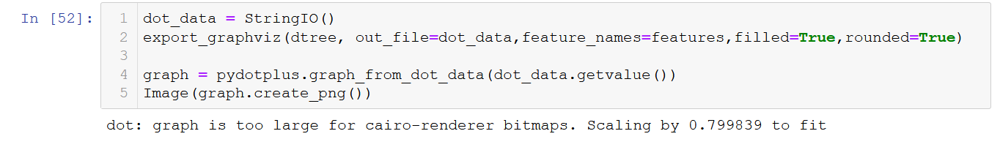 In [52]:
1 dot_data = StringIO()
2 export_graphviz(dtree, out_file=dot_data,feature_names=features,filled=True,rounded=True)
3
4 graph = pydotplus.graph_from_dot_data(dot_data.getvalue())
5 Image(graph.create_png())
dot: graph is too large for cairo-renderer bitmaps. Scaling by 0.799839 to fit